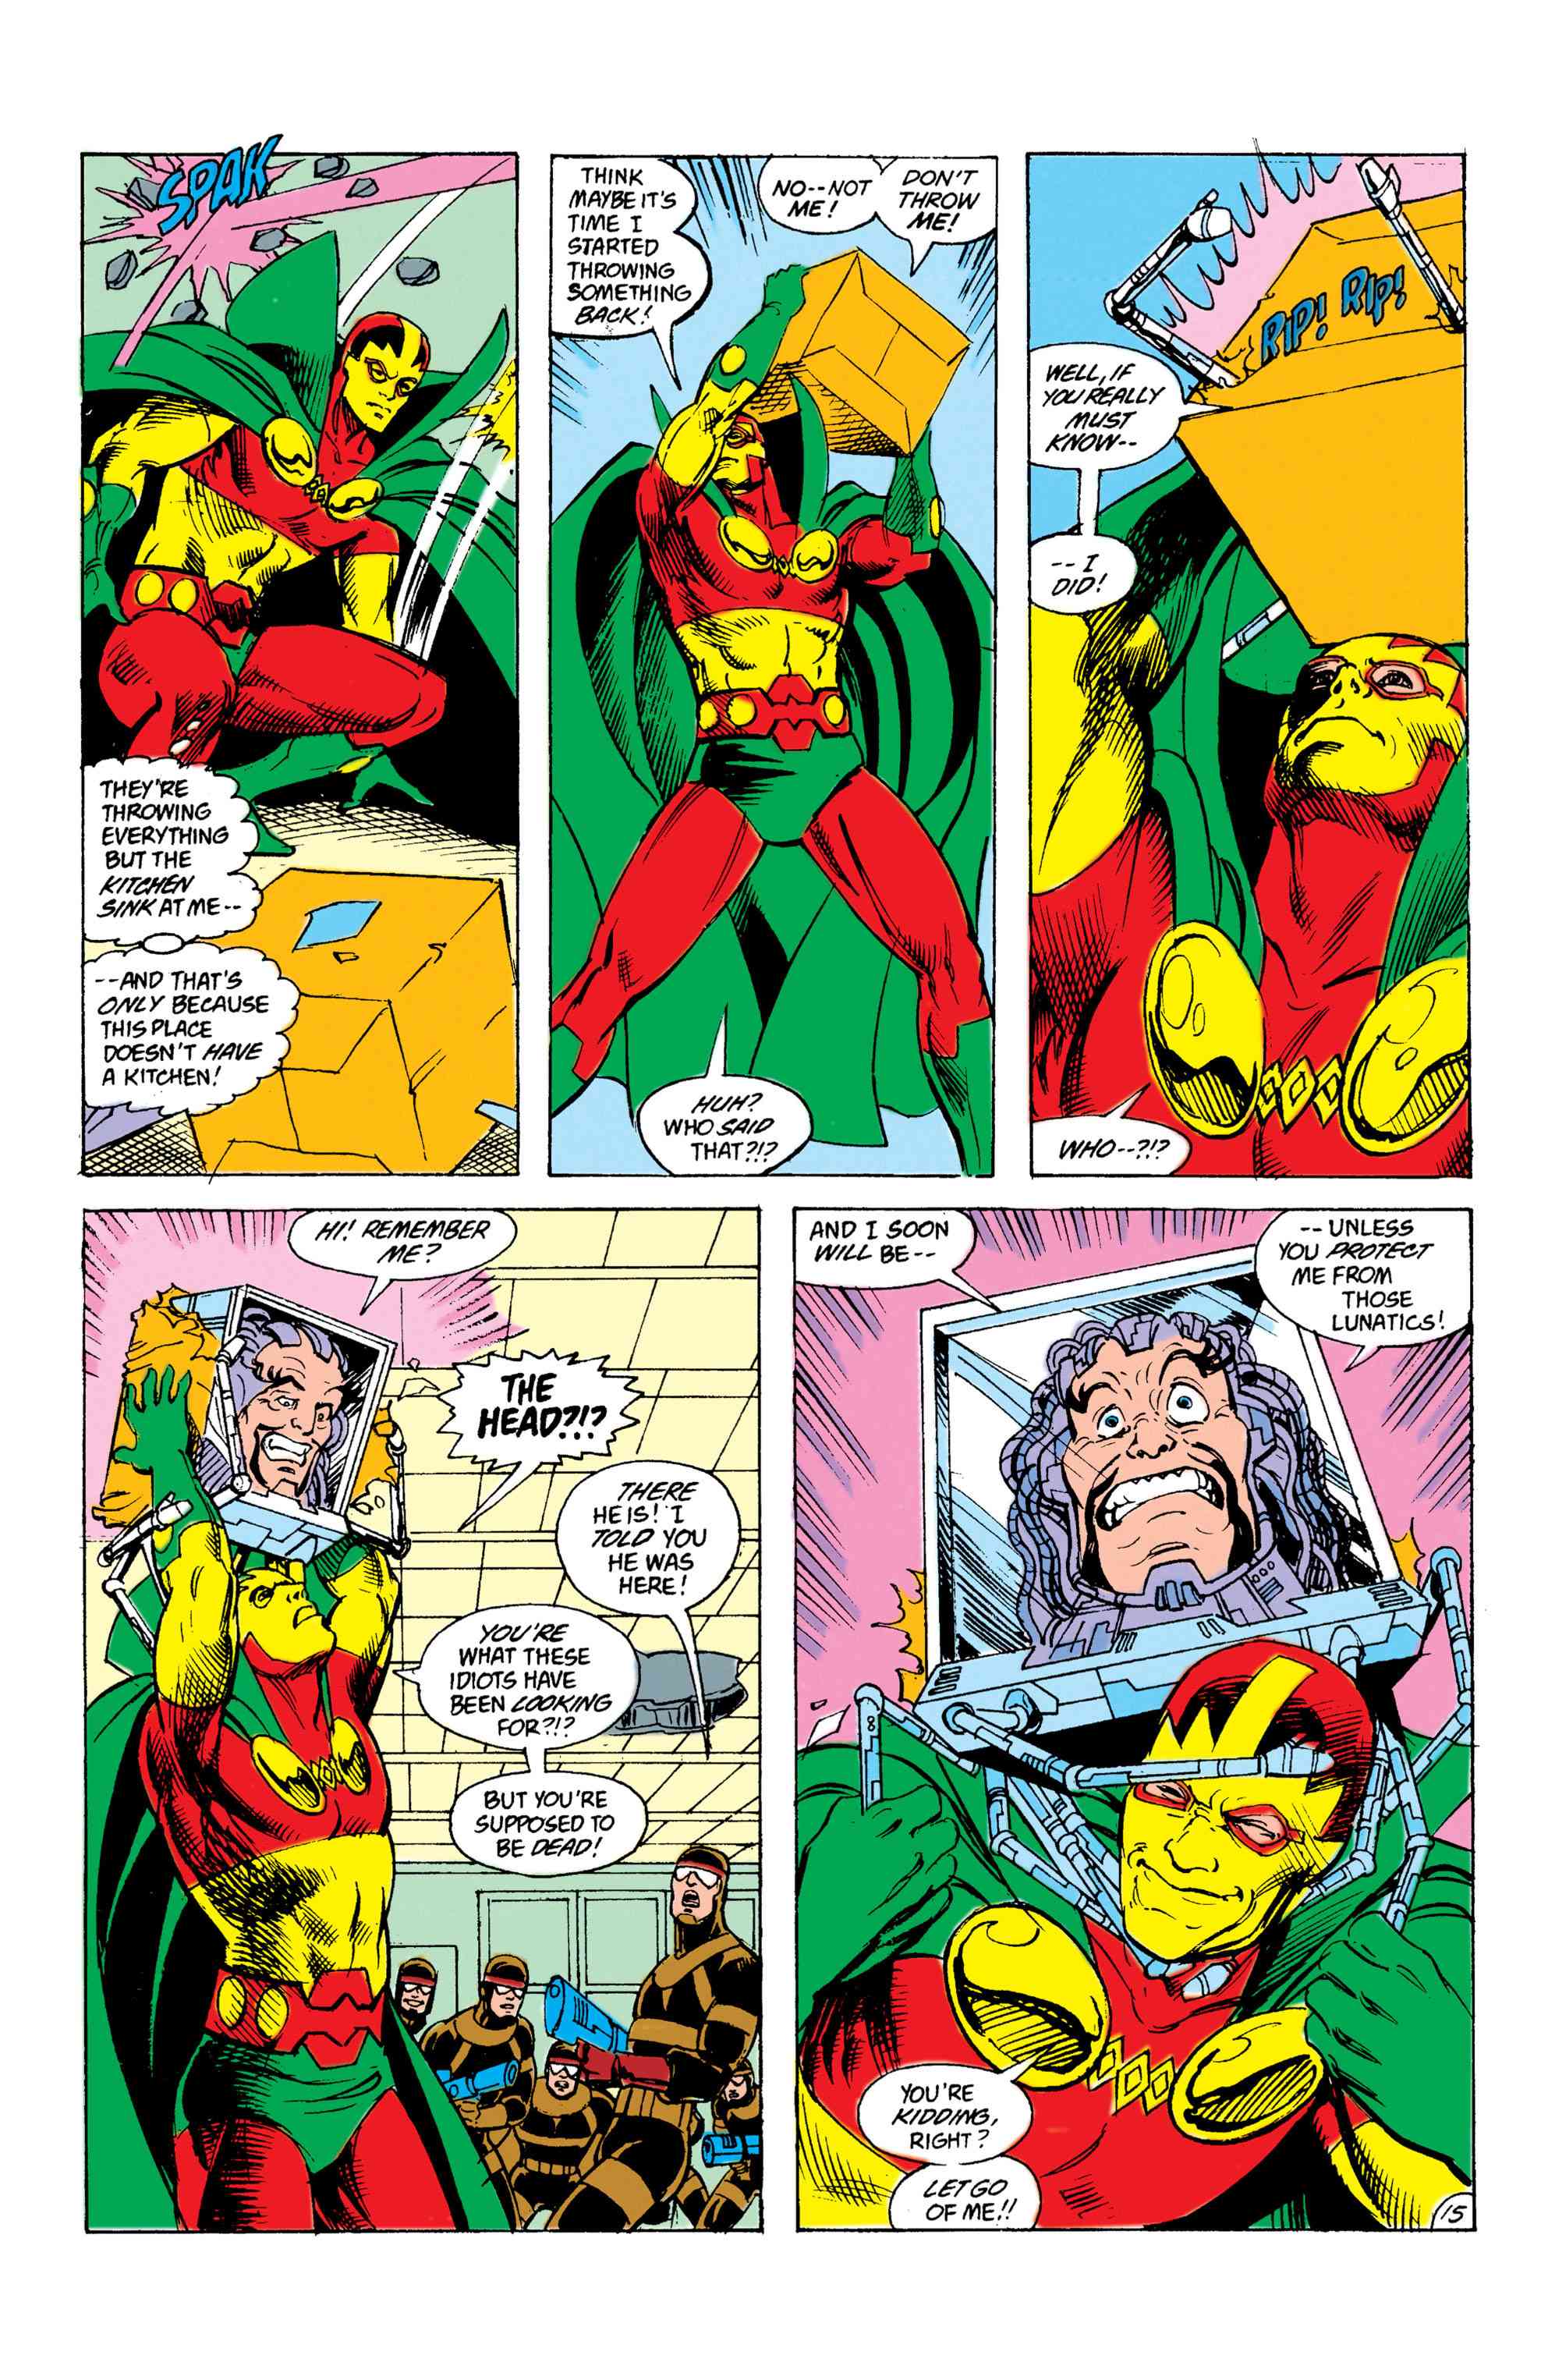 SPAK
THEY'RE
THROWING
EVERYTHING
BUT THE
KITCHEN
SINK AT ME--
--AND THAT'S
ONLY BECAUSE
THIS PLACE
DOESN'T HAVE
A KITCHEN!
THINK
MAYBE IT'S
TIME I
STARTED
THROWING
SOMETHING
BACK!
NO--NOT
ME!
DON'T
THROW
ME!
HUH?
WHO SAID
THAT?!?
RIP! RIP!
WELL, IF
YOU REALLY
MUST
KNOW--
--I
DID!
WHO--?!?
HI! REMEMBER
ME?
THE
HEAD?!?
THERE
HE IS! I
TOLD YOU
HE WAS
HERE!
YOU'RE
WHAT THESE
IDIOTS HAVE
BEEN LOOKING
FOR?!?
BUT YOU'RE
SUPPOSED TO
BE DEAD!
AND I SOON
WILL BE--
--UNLESS
YOU PROTECT
ME FROM
THOSE
LUNATICS!
YOU'RE
KIDDING,
RIGHT?
LET GO
OF ME!!
15